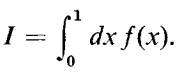 I = ∫₀¹ dx f(x).